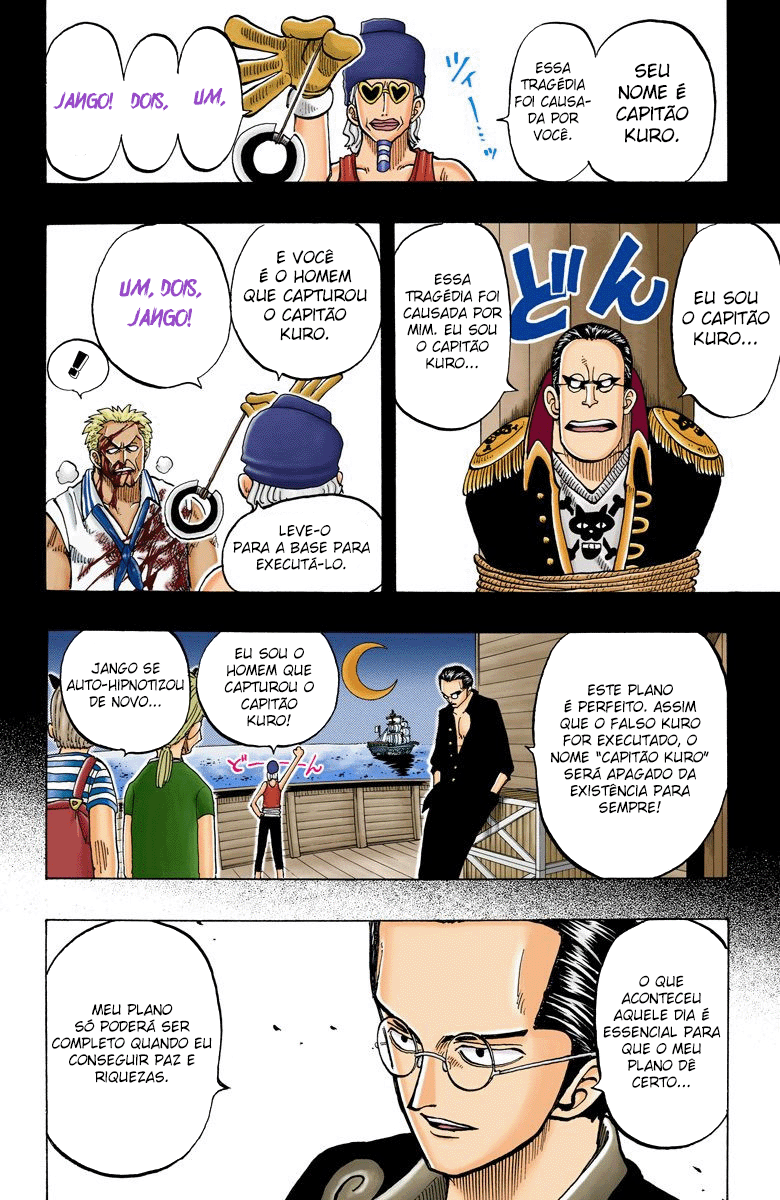 SEU
NOME É
CAPITÃO
KURO.
ESSA
TRAGÉDIA
FOI CAUSA-
DA POR
VOCÊ.
ツイーッ
UM,
DOIS,
JANGO!
EU SOU
O CAPITÃO
KURO...
どん
ESSA
TRAGÉDIA FOI
CAUSADA POR
MIM. EU SOU
O CAPITÃO
KURO...
E VOCÊ
É O HOMEM
QUE CAPTUROU
O CAPITÃO
KURO.
UM, DOIS,
JANGO!
!
LEVE-O
PARA A BASE PARA
EXECUTÁ-LO.
ESTE PLANO
É PERFEITO. ASSIM
QUE O FALSO KURO
FOR EXECUTADO, O
NOME “CAPITÃO KURO”
SERÁ APAGADO DA
EXISTÊNCIA PARA
SEMPRE!
EU SOU O
HOMEM QUE
CAPTUROU O
CAPITÃO
KURO!
JANGO SE
AUTO-HIPNOTIZOU
DE NOVO...
どーーん
O QUE
ACONTECEU
AQUELE DIA É
ESSENCIAL PARA
QUE O MEU
PLANO DÊ
CERTO...
MEU PLANO
SÓ PODERÁ SER
COMPLETO QUANDO EU
CONSEGUIR PAZ E
RIQUEZAS.